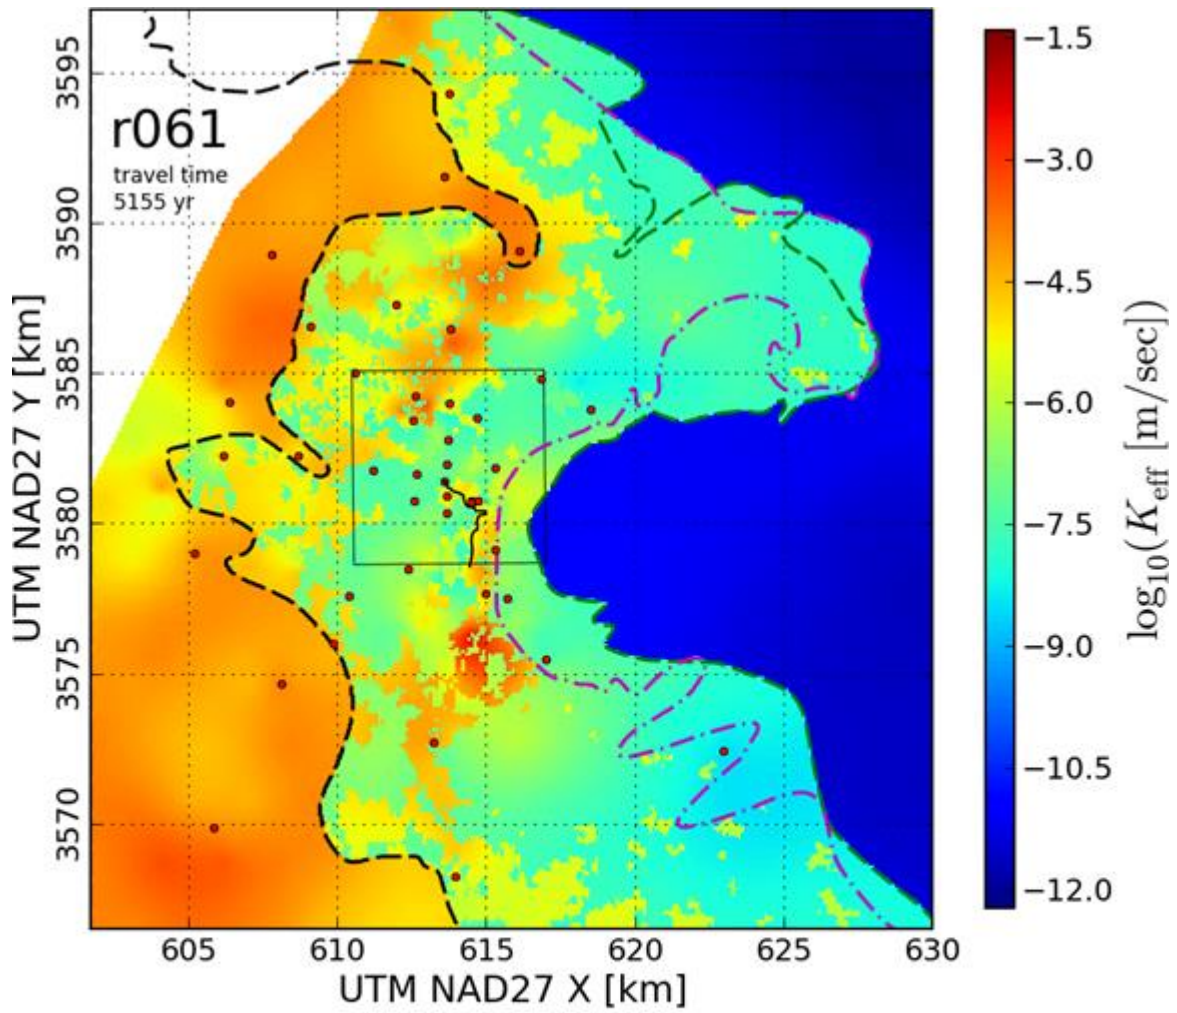 r061
travel time
5155 yr
3595
3590
3585
3580
3575
3570
UTM NAD27 Y [km]
605 610 615 620 625 630
UTM NAD27 X [km]
−1.5
−3.0
−4.5
−6.0
−7.5
−9.0
−10.5
−12.0
log10(Keff [m/sec])